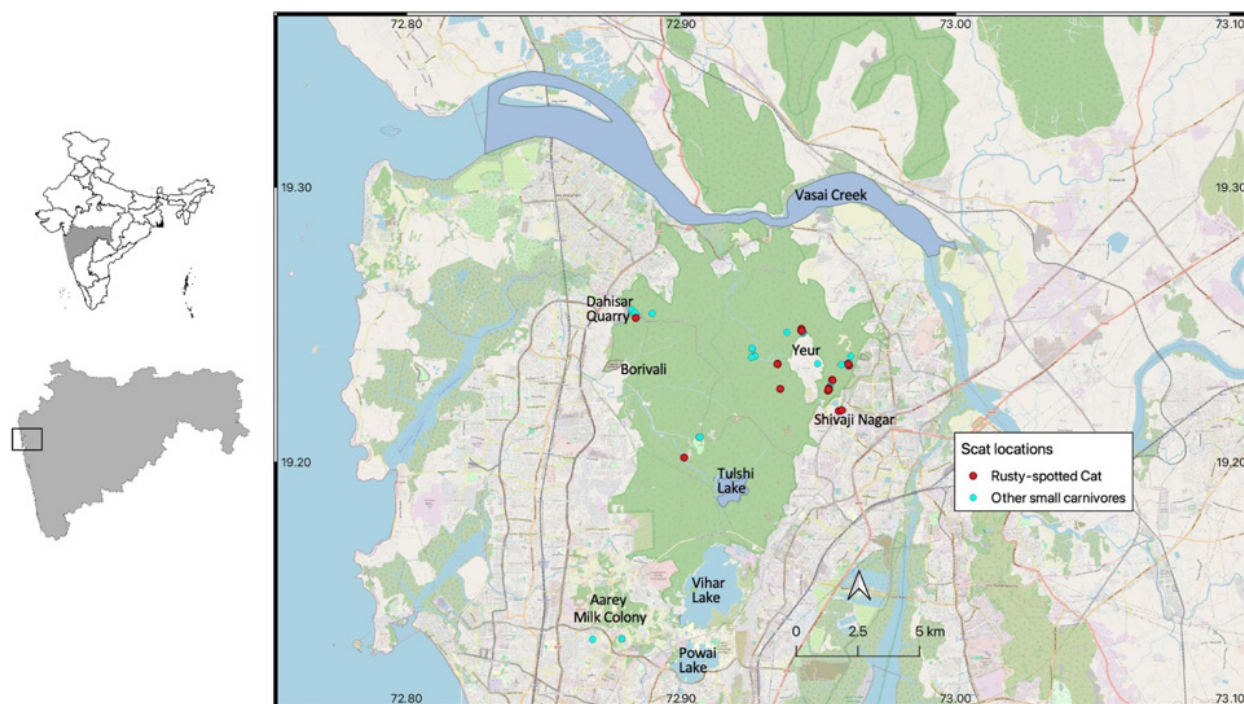 72.80
72.90
73.00
73.10
19.30
Vasai Creek
19.30
Dahisar
Quarry
Yeur
Borivali
Shivaji Nagar
Scat locations
Rusty-spotted Cat
Other small carnivores
19.20
19.20
Tulshi
Lake
Vihar
Lake
Aarey
Milk Colony
Powai
Lake
0 2.5 5 km
72.80
72.90
73.00
73.10